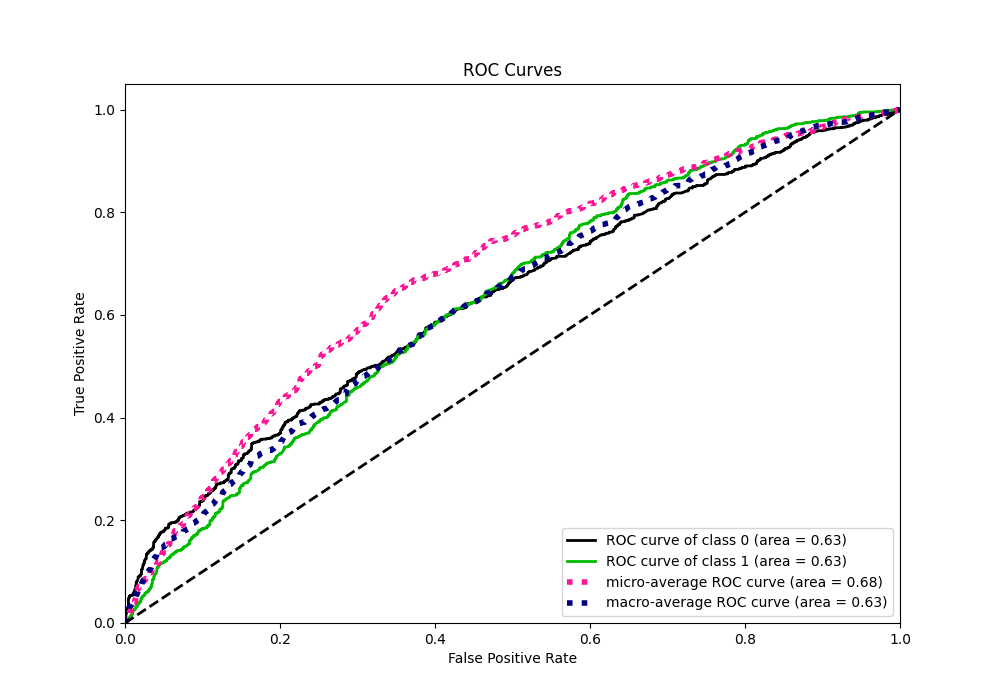 ROC Curves
1.0
0.8
0.6
0.4
0.2
0.0
True Positive Rate
0.0 0.2 0.4 0.6 0.8 1.0
False Positive Rate
ROC curve of class 0 (area = 0.63)
ROC curve of class 1 (area = 0.63)
micro-average ROC curve (area = 0.68)
macro-average ROC curve (area = 0.63)